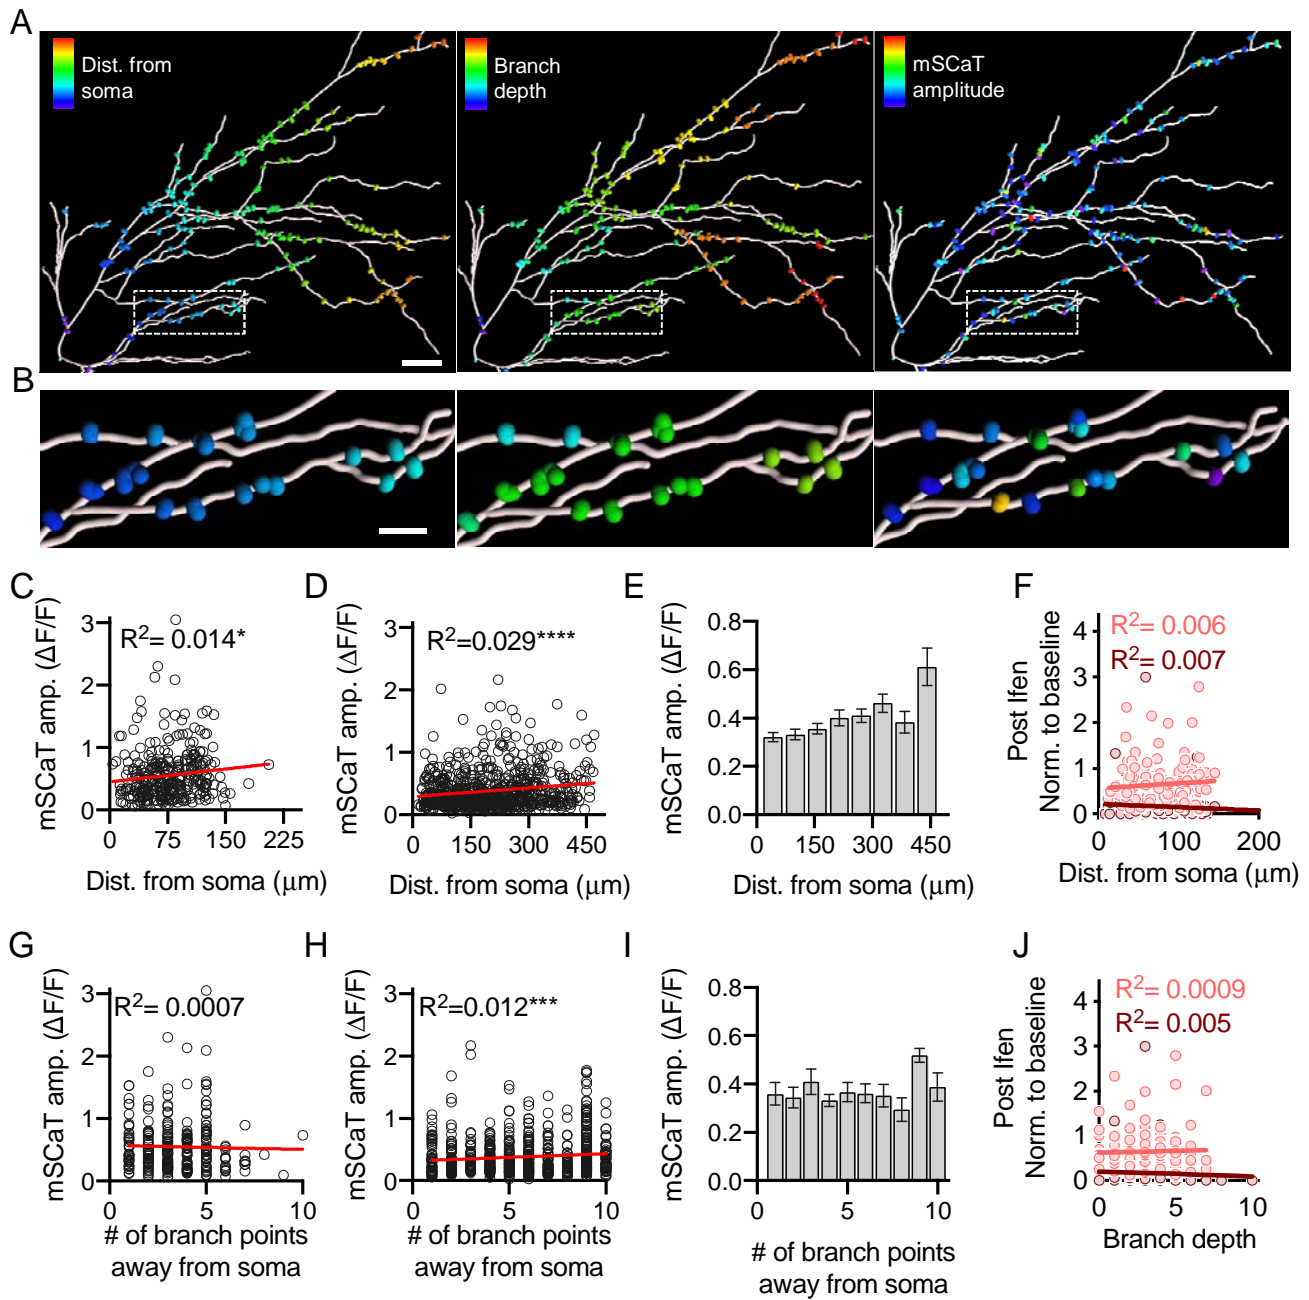 A
Dist. from
soma
Branch
depth
mSCaT
amplitude
B
C
mSCaT amp. (ΔF/F)
3
2
1
0
R²= 0.014*
0 75 150 225
Dist. from soma (μm)
D
mSCaT amp. (ΔF/F)
3
2
1
0
R²=0.029****
0 150 300 450
Dist. from soma (μm)
E
mSCaT amp. (ΔF/F)
0.8
0.6
0.4
0.2
0.0
0 150 300 450
Dist. from soma (μm)
F
Post Ifen
Norm. to baseline
4
3
2
1
0
R²= 0.006
R²= 0.007
0 100 200
Dist. from soma (μm)
G
mSCaT amp. (ΔF/F)
3
2
1
0
R²= 0.0007
0 5 10
# of branch points
away from soma
H
mSCaT amp. (ΔF/F)
3
2
1
0
R²=0.012***
0 5 10
# of branch points
away from soma
I
mSCaT amp. (ΔF/F)
0.8
0.6
0.4
0.2
0.0
0 5 10
# of branch points
away from soma
J
Post Ifen
Norm. to baseline
4
3
2
1
0
R²= 0.0009
R²= 0.005
0 5 10
Branch depth